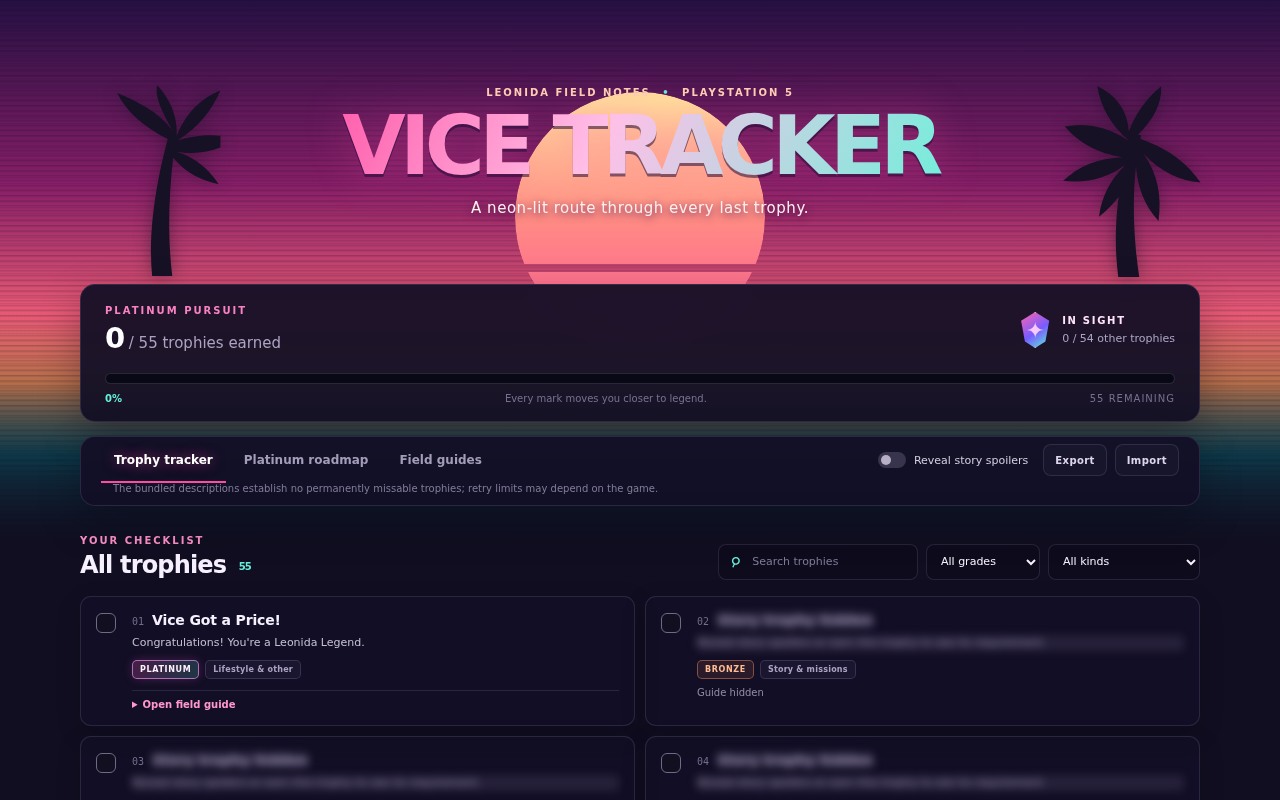 LEONIDA FIELD NOTES • PLAYSTATION 5
VICE TRACKER
A neon-lit route through every last trophy.
PLATINUM PURSUIT
0 / 55 trophies earned
IN SIGHT
0 / 54 other trophies
0%
Every mark moves you closer to legend.
55 REMAINING
Trophy tracker
Platinum roadmap
Field guides
Reveal story spoilers
Export
Import
The bundled descriptions establish no permanently missable trophies; retry limits may depend on the game.
YOUR CHECKLIST
All trophies 55
Search trophies
All grades
All kinds
01 Vice Got a Price!
Congratulations! You're a Leonida Legend.
PLATINUM
Lifestyle & other
Open field guide
02
BRONZE
Story & missions
Guide hidden
03
04